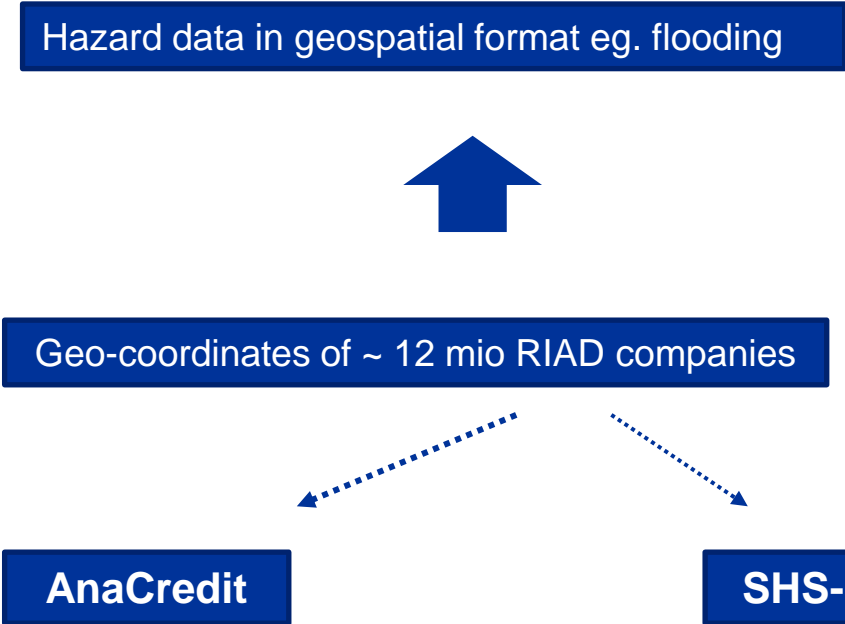 Hazard data in geospatial format eg. flooding
Geo-coordinates of ~ 12 mio RIAD companies
AnaCredit
SHS-